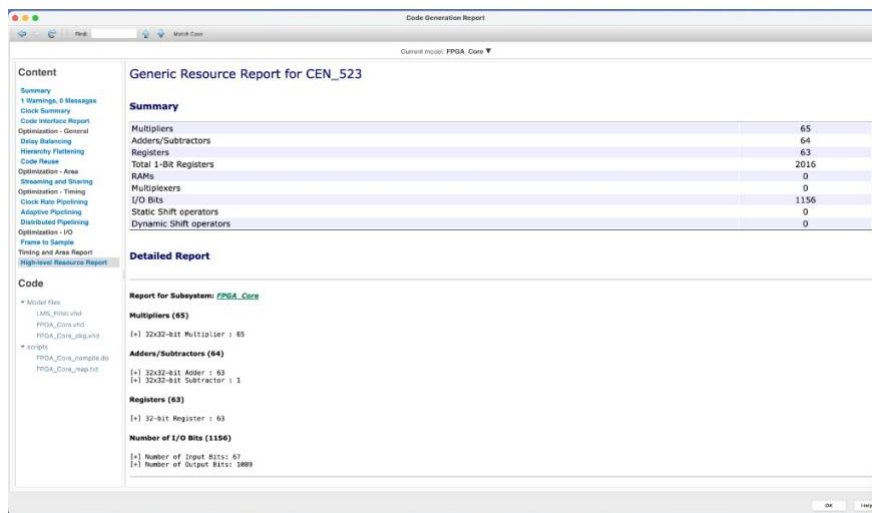 Code Generation Report
Find:
Match Case
Current model: FPGA_Core ▼
Content
Summary
1 Warnings, 0 Messages
Clock Summary
Code Interface Report
Optimization - General
Delay Balancing
Hierarchy Flattening
Code Reuse
Optimization - Area
Streaming and Sharing
Optimization - Timing
Clock Rate Pipelining
Adaptive Pipelining
Distributed Pipelining
Optimization - I/O
Frame to Sample
Timing and Area Report
High-level Resource Report
Code
Model files
LMS_Filter.vhd
FPGA_Core.vhd
FPGA_Core_pkg.vhd
scripts
FPGA_Core_compile.do
FPGA_Core_map.txt
Generic Resource Report for CEN_523
Summary
Multipliers 65
Adders/Subtractors 64
Registers 63
Total 1-Bit Registers 2016
RAMs 0
Multiplexers 0
I/O Bits 1156
Static Shift operators 0
Dynamic Shift operators 0
Detailed Report
Report for Subsystem: FPGA_Core
Multipliers (65)
[+] 32x32-bit Multiplier : 65
Adders/Subtractors (64)
[+] 32x32-bit Adder : 63
[+] 32x32-bit Subtractor : 1
Registers (63)
[+] 32-bit Register : 63
Number of I/O Bits (1156)
[+] Number of Input Bits: 67
[+] Number of Output Bits: 1089
OK
Help